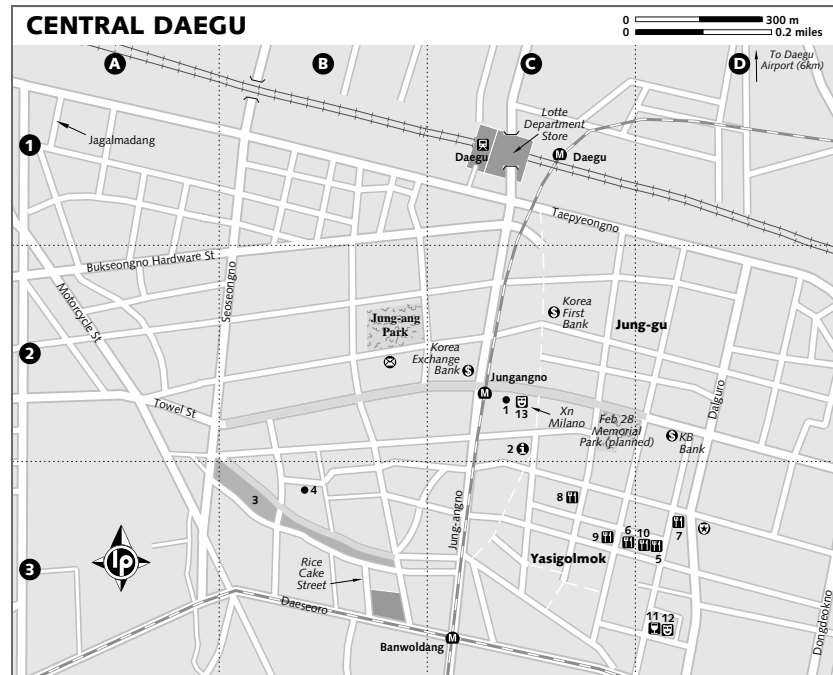 CENTRAL DAEGU
0 300 m
0 0.2 miles
A
B
C
D
To Daegu
Airport (6km)
1
Jagalmadang
Lotte
Department
Store
Daegu
M
Daegu
Taepyeongno
Bukseongno Hardware St
Motorcycle St
Seoseongno
2
Jung-ang
Park
Korea
Exchange
Bank
$
Korea
First
Bank
$
Jung-gu
Jungangno
M
1
13
Xn
Milano
Feb 28
Memorial
Park (planned)
Dalguro
$
KB
Bank
Towel St
2
i
3
4
8
9
6
10
5
7
Yasigolmok
Jung-angno
3
lp
Rice
Cake
Street
Daeseoro
Banwoldang
M
11
12
Dongdeokno